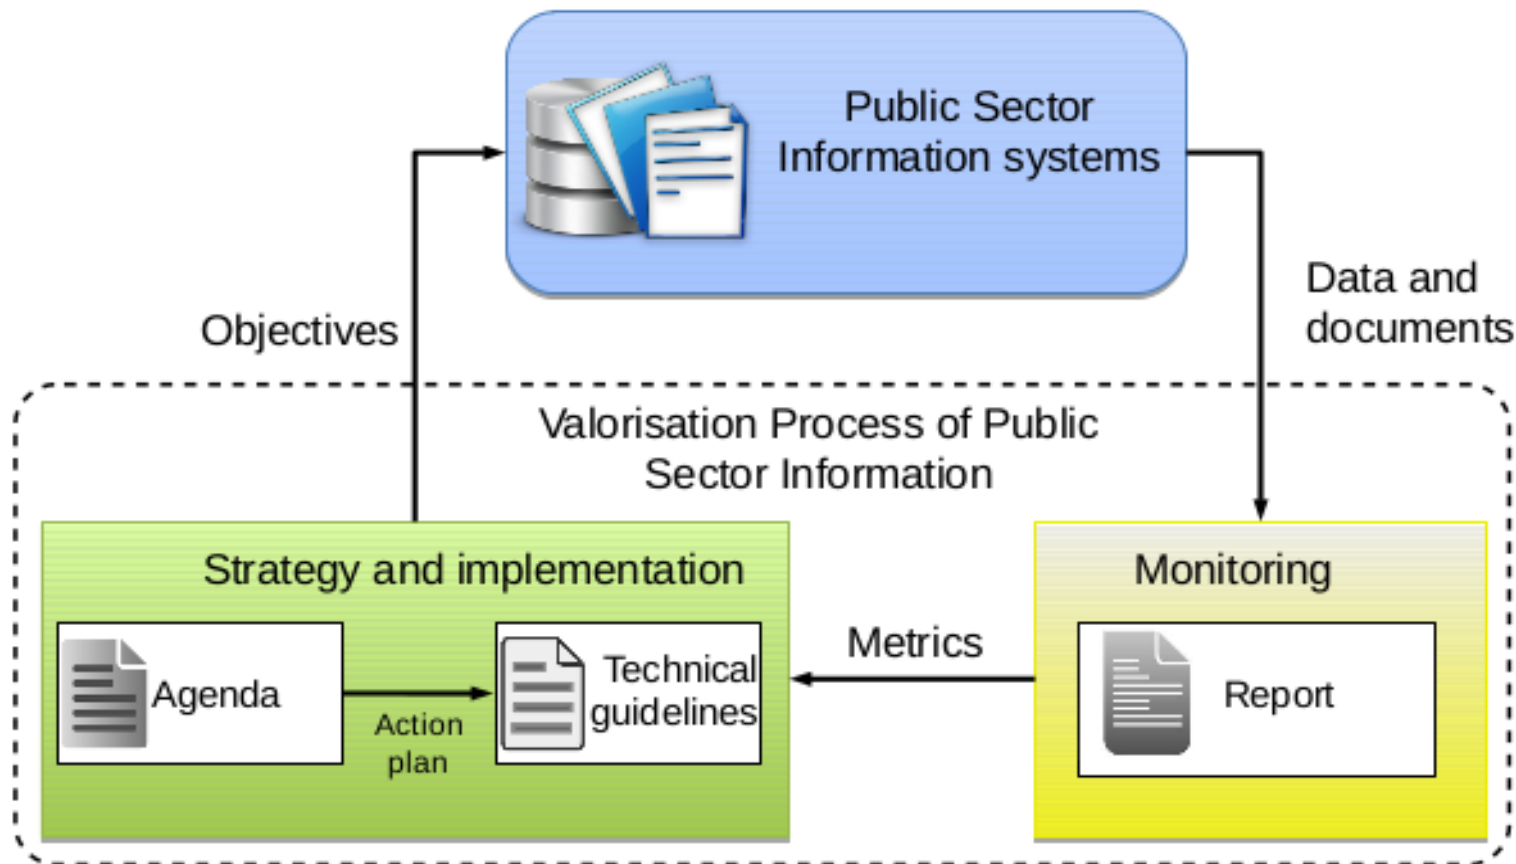 Public Sector
Information systems
Objectives
Data and
documents
Valorisation Process of Public
Sector Information
Strategy and implementation
Agenda
Action
plan
Technical
guidelines
Metrics
Monitoring
Report